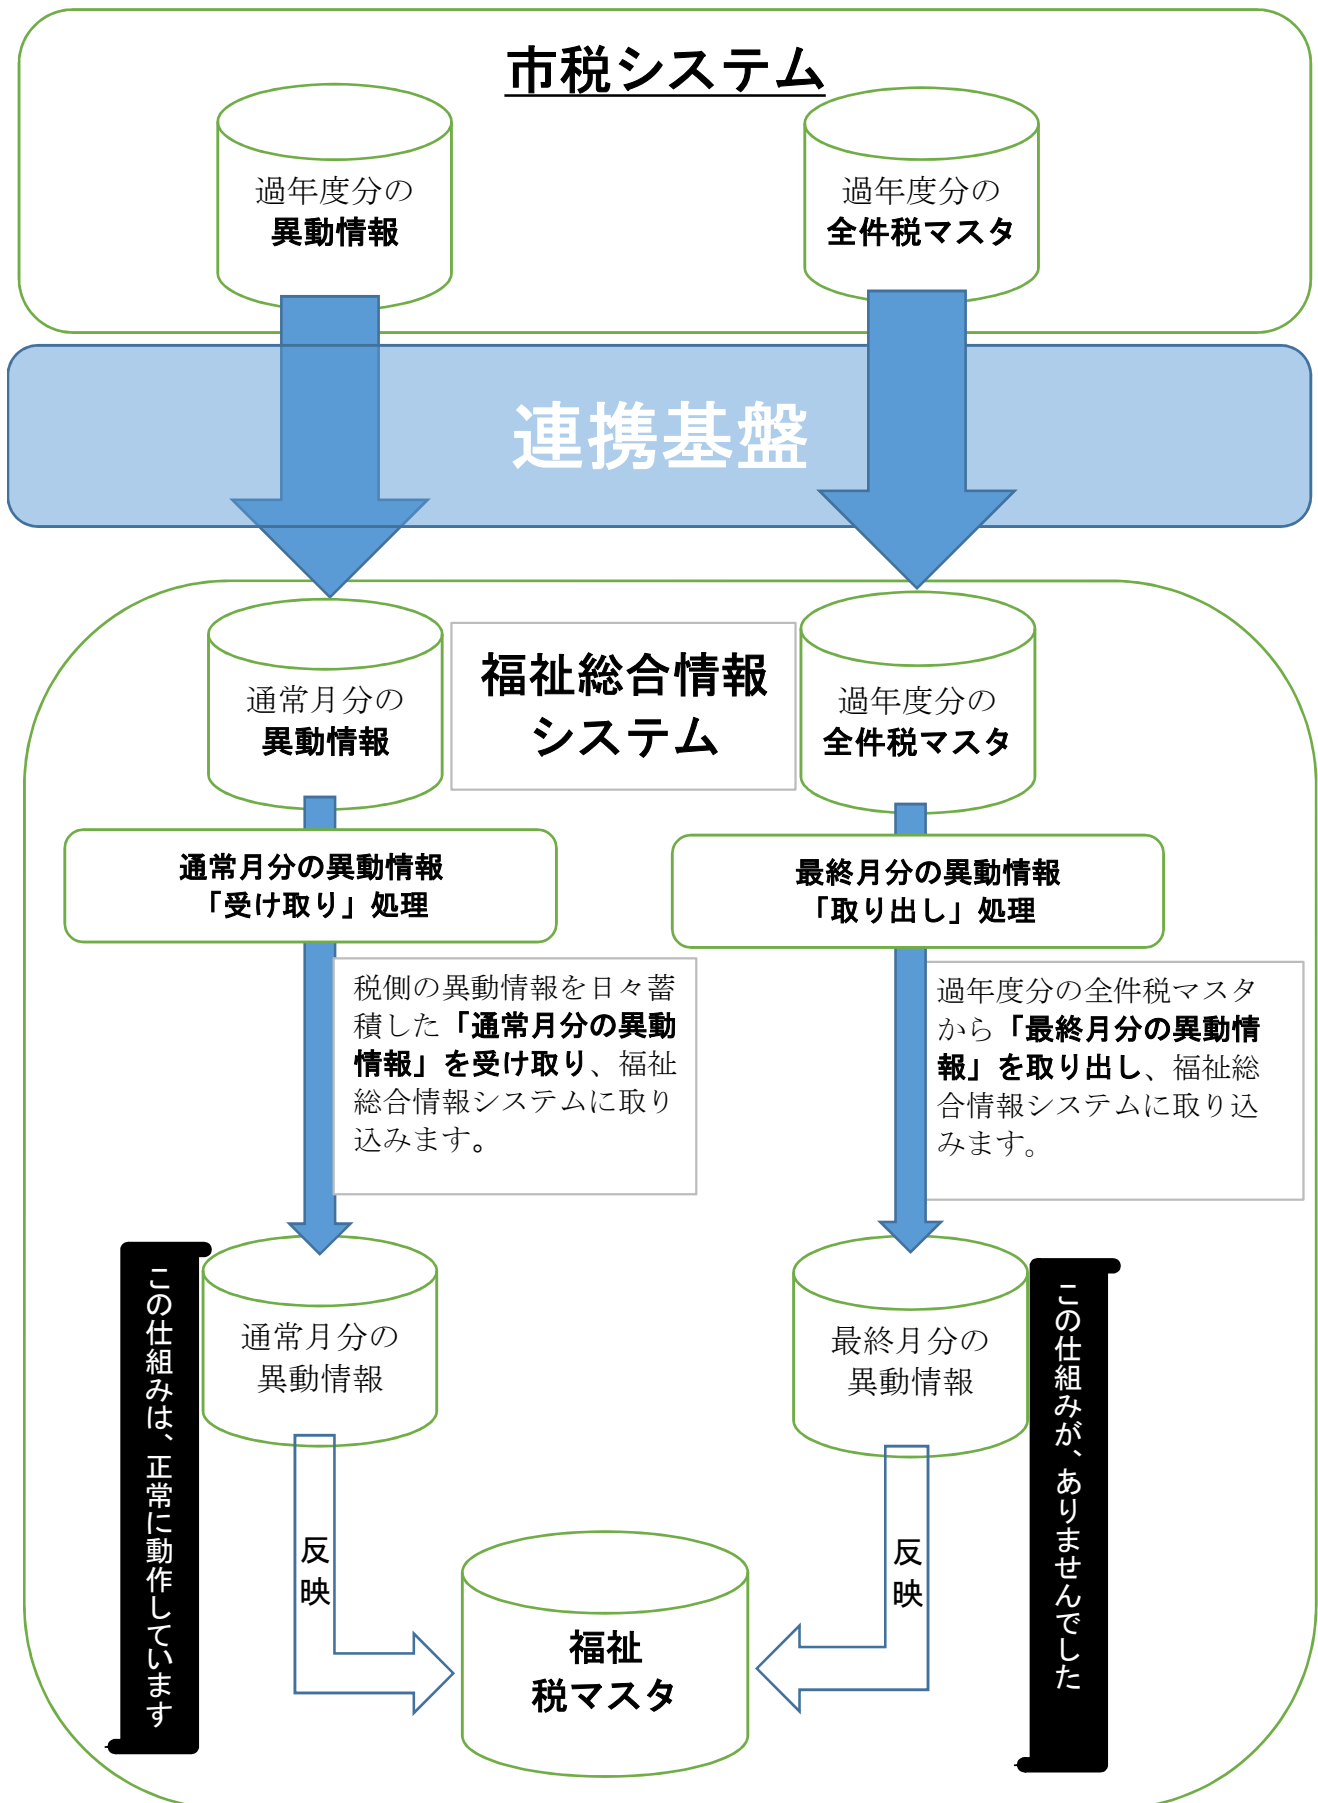 市税システム
過年度分の
異動情報
過年度分の
全件税マスタ
連携基盤
福祉総合情報
システム
通常月分の
異動情報
過年度分の
全件税マスタ
通常月分の異動情報
「受け取り」処理
最終月分の異動情報
「取り出し」処理
税側の異動情報を日々蓄
積した「通常月分の異動
情報」を受け取り、福祉
総合情報システムに取り
込みます。
過年度分の全件税マスタ
から「最終月分の異動情
報」を取り出し、福祉総
合情報システムに取り込
みます。
この仕組みは、正常に動作しています
通常月分の
異動情報
最終月分の
異動情報
この仕組みが、ありませんでした
反映
反映
福祉
税マスタ